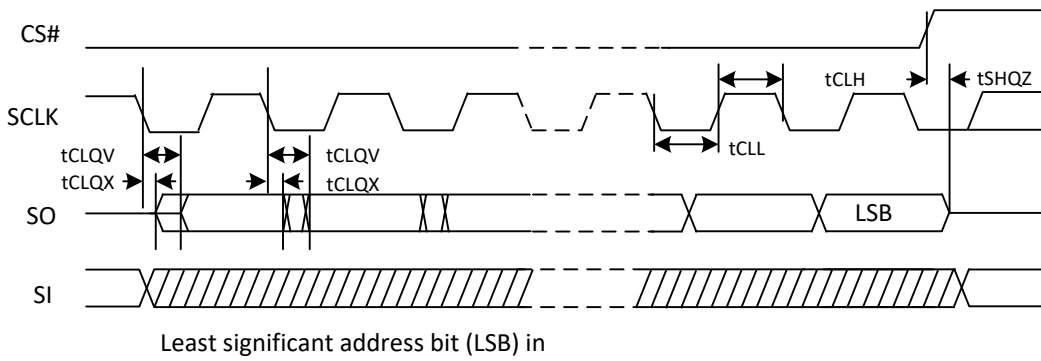 CS#
tCLH
tSHQZ
SCLK
tCLQV
tCLQV
tCLL
tCLQX
tCLQX
SO
LSB
SI
Least significant address bit (LSB) in